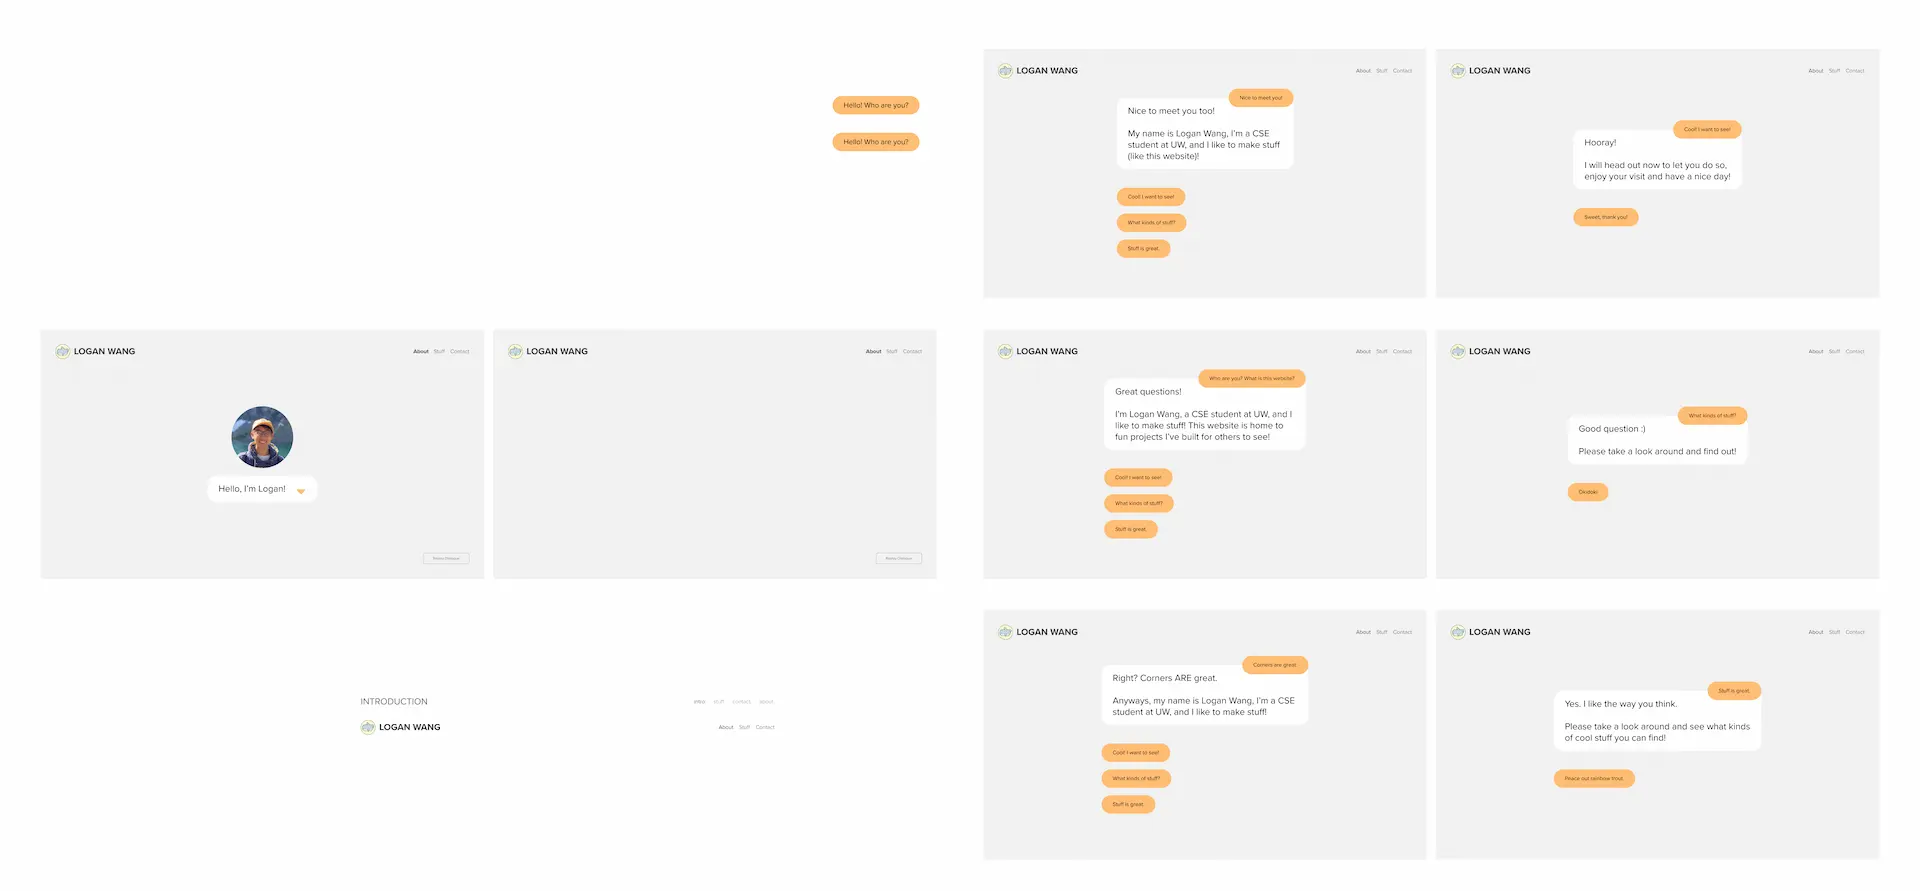 Hello! Who are you?
Hello! Who are you?
LOGAN WANG
About Stuff Contact
Nice to meet you!
Nice to meet you too!
My name is Logan Wang, I'm a CSE
student at UW, and I like to make stuff
(like this website)!
Cool! I want to see!
What kinds of stuff?
Stuff is great.
LOGAN WANG
About Stuff Contact
Cool! I want to see!
Hooray!
I will head out now to let you do so,
enjoy your visit and have a nice day!
Sweet, thank you!
LOGAN WANG
About Stuff Contact
Hello, I'm Logan!
LOGAN WANG
About Stuff Contact
LOGAN WANG
About Stuff Contact
Who are you? What is this website?
Great questions!
I'm Logan Wang, a CSE student at UW, and I
like to make stuff! This website is home to
fun projects I've built for others to see!
Cool! I want to see!
What kinds of stuff?
Stuff is great.
LOGAN WANG
About Stuff Contact
What kinds of stuff?
Good question :)
Please take a look around and find out!
Okidoki
INTRODUCTION
intro stuff contact about
LOGAN WANG
About Stuff Contact
LOGAN WANG
About Stuff Contact
Corners are great.
Right? Corners ARE great.
Anyways, my name is Logan Wang, I'm a CSE
student at UW, and I like to make stuff!
Cool! I want to see!
What kinds of stuff?
Stuff is great.
LOGAN WANG
About Stuff Contact
Stuff is great.
Yes. I like the way you think.
Please take a look around and see what kinds
of cool stuff you can find!
Peace out rainbow trout.